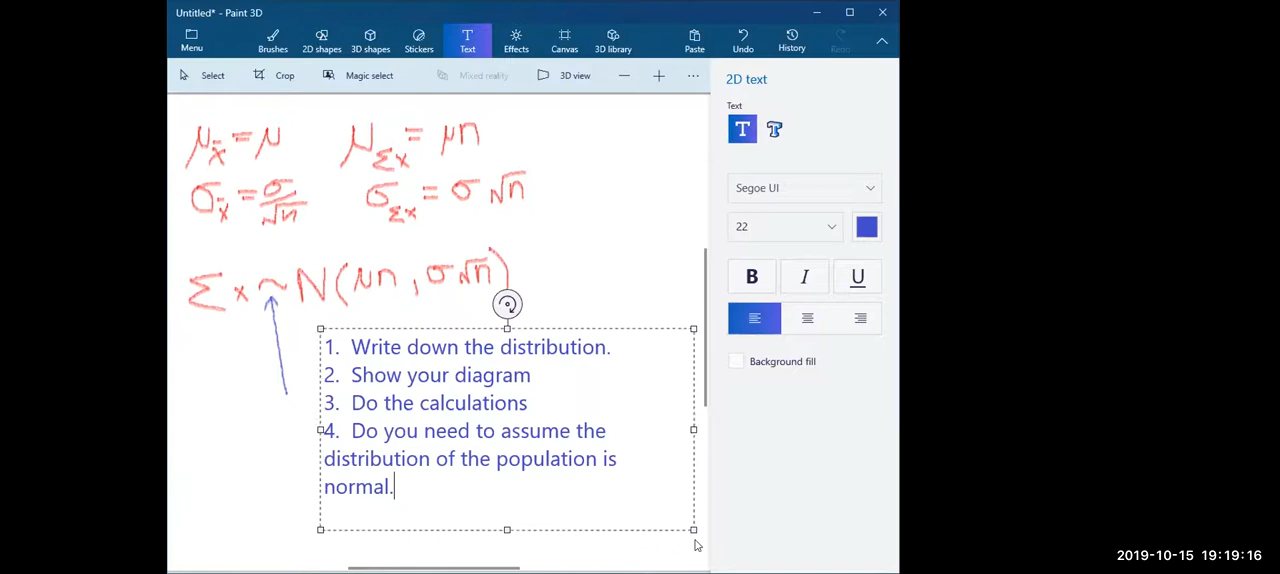 Untitled* - Paint 3D
Menu
Brushes
2D shapes
3D shapes
Stickers
Text
Effects
Canvas
3D library
Paste
Undo
History
Redo
Select
Crop
Magic select
Mixed reality
3D view
2D text
Text
Segoe UI
22
B I U
Background fill
μx̄ = μ
μΣx = μn
σx̄ = σ/√n
σΣx = σ √n
Σx ~ N(μn, σ√n)
1. Write down the distribution.
2. Show your diagram
3. Do the calculations
4. Do you need to assume the
distribution of the population is
normal.
2019-10-15 19:19:16